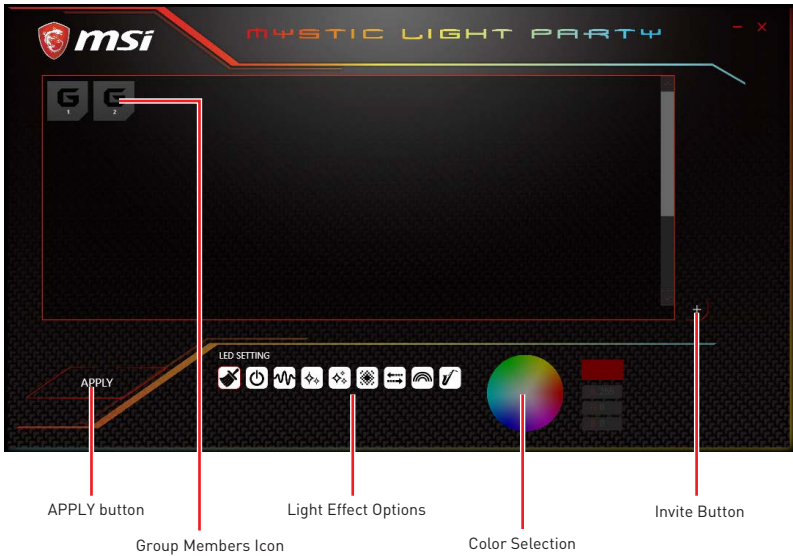 msi
MYSTIC LIGHT PARTY
G G
1 2
LED SETTING
APPLY
APPLY button
Light Effect Options
Invite Button
Group Members Icon
Color Selection